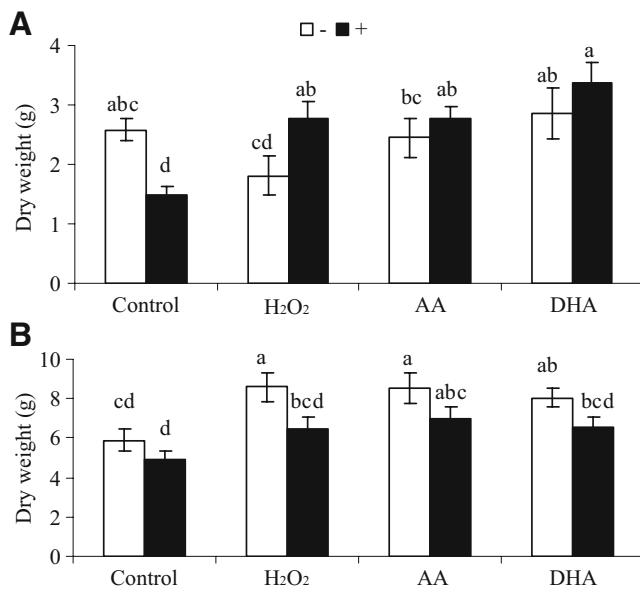 A
- +
Dry weight (g)
4
3
2
1
0
abc
d
cd
ab
bc
ab
ab
a
Control H2O2 AA DHA
B
Dry weight (g)
10
8
6
4
2
0
cd
d
a
bcd
a
abc
ab
bcd
Control H2O2 AA DHA